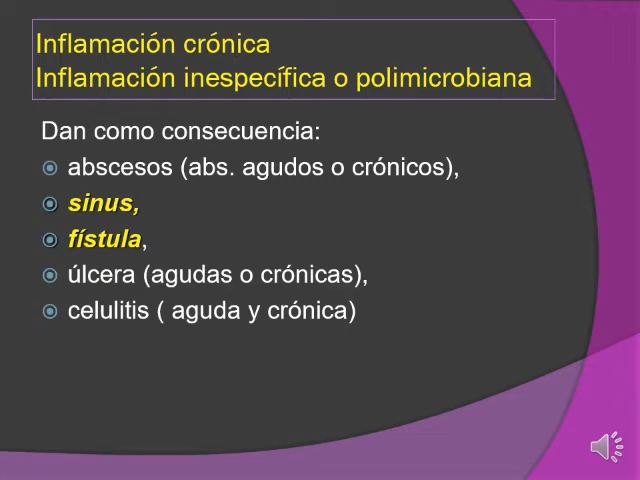 Inflamación crónica
Inflamación inespecífica o polimicrobiana
Dan como consecuencia:
abscesos (abs. agudos o crónicos),
sinus,
fístula,
úlcera (agudas o crónicas),
celulitis ( aguda y crónica)